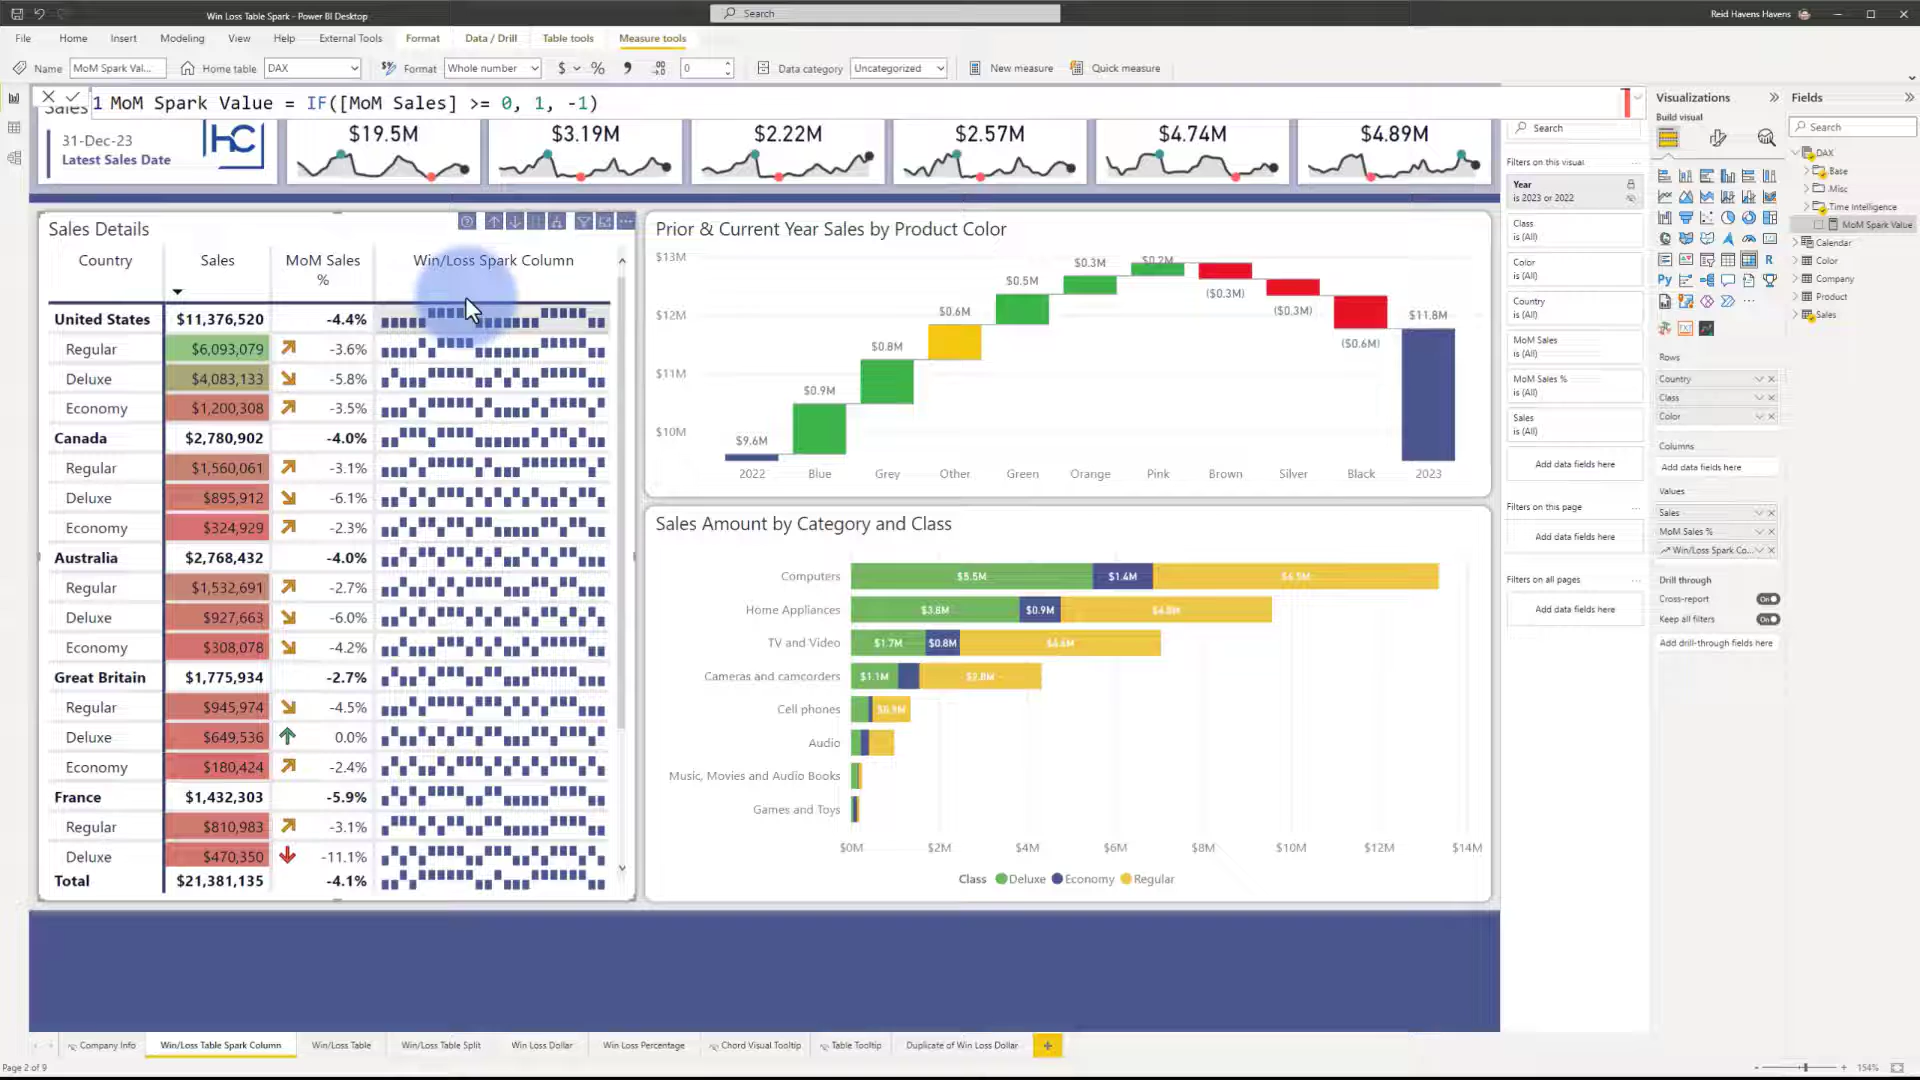 Win Loss Table Spark - Power BI Desktop
Search
Reid Havens Havens
File Home Insert Modeling View Help External Tools Format Data / Drill Table tools Measure tools
Name MoM Spark Val... Home table DAX Format Whole number $ % 0 Data category Uncategorized New measure Quick measure
1 MoM Spark Value = IF([MoM Sales] >= 0, 1, -1)
31-Dec-23
Latest Sales Date
HC
$19.5M $3.19M $2.22M $2.57M $4.74M $4.89M
Sales Details
Country Sales MoM Sales % Win/Loss Spark Column
United States $11,376,520 -4.4%
Regular $6,093,079 -3.6%
Deluxe $4,083,133 -5.8%
Economy $1,200,308 -3.5%
Canada $2,780,902 -4.0%
Regular $1,560,061 -3.1%
Deluxe $895,912 -6.1%
Economy $324,929 -2.3%
Australia $2,768,432 -4.0%
Regular $1,532,691 -2.7%
Deluxe $927,663 -6.0%
Economy $308,078 -4.2%
Great Britain $1,775,934 -2.7%
Regular $945,974 -4.5%
Deluxe $649,536 0.0%
Economy $180,424 -2.4%
France $1,432,303 -5.9%
Regular $810,983 -3.1%
Deluxe $470,350 -11.1%
Total $21,381,135 -4.1%
Prior & Current Year Sales by Product Color
$13M
$12M
$11M
$10M
$9.6M $0.9M $0.8M $0.6M $0.5M $0.3M $0.2M ($0.3M) ($0.3M) ($0.6M) $11.8M
2022 Blue Grey Other Green Orange Pink Brown Silver Black 2023
Sales Amount by Category and Class
Computers $5.5M $1.4M
Home Appliances $3.8M $0.9M
TV and Video $1.7M $0.8M
Cameras and camcorders $1.1M $2.8M
Cell phones $0.9M
Audio
Music, Movies and Audio Books
Games and Toys
$0M $2M $4M $6M $8M $10M $12M $14M
Class Deluxe Economy Regular
Search
Filters on this visual ...
Year
is 2023 or 2022
Class
is (All)
Color
is (All)
Country
is (All)
MoM Sales
is (All)
MoM Sales %
is (All)
Sales
is (All)
Add data fields here
Filters on this page ...
Add data fields here
Filters on all pages ...
Add data fields here
Visualizations
Build visual
Py R
...
Rows
Country
Class
Color
Columns
Add data fields here
Values
Sales
MoM Sales %
Win/Loss Spark Co...
Drill through
Cross-report On
Keep all filters On
Add drill-through fields here
Fields
Search
DAX
Base
Misc
Time Intelligence
MoM Spark Value
Calendar
Color
Company
Product
Sales
Company Info Win/Loss Table Spark Column Win/Loss Table Win/Loss Table Split Win Loss Dollar Win Loss Percentage Chord Visual Tooltip Table Tooltip Duplicate of Win Loss Dollar +
Page 2 of 9
154%